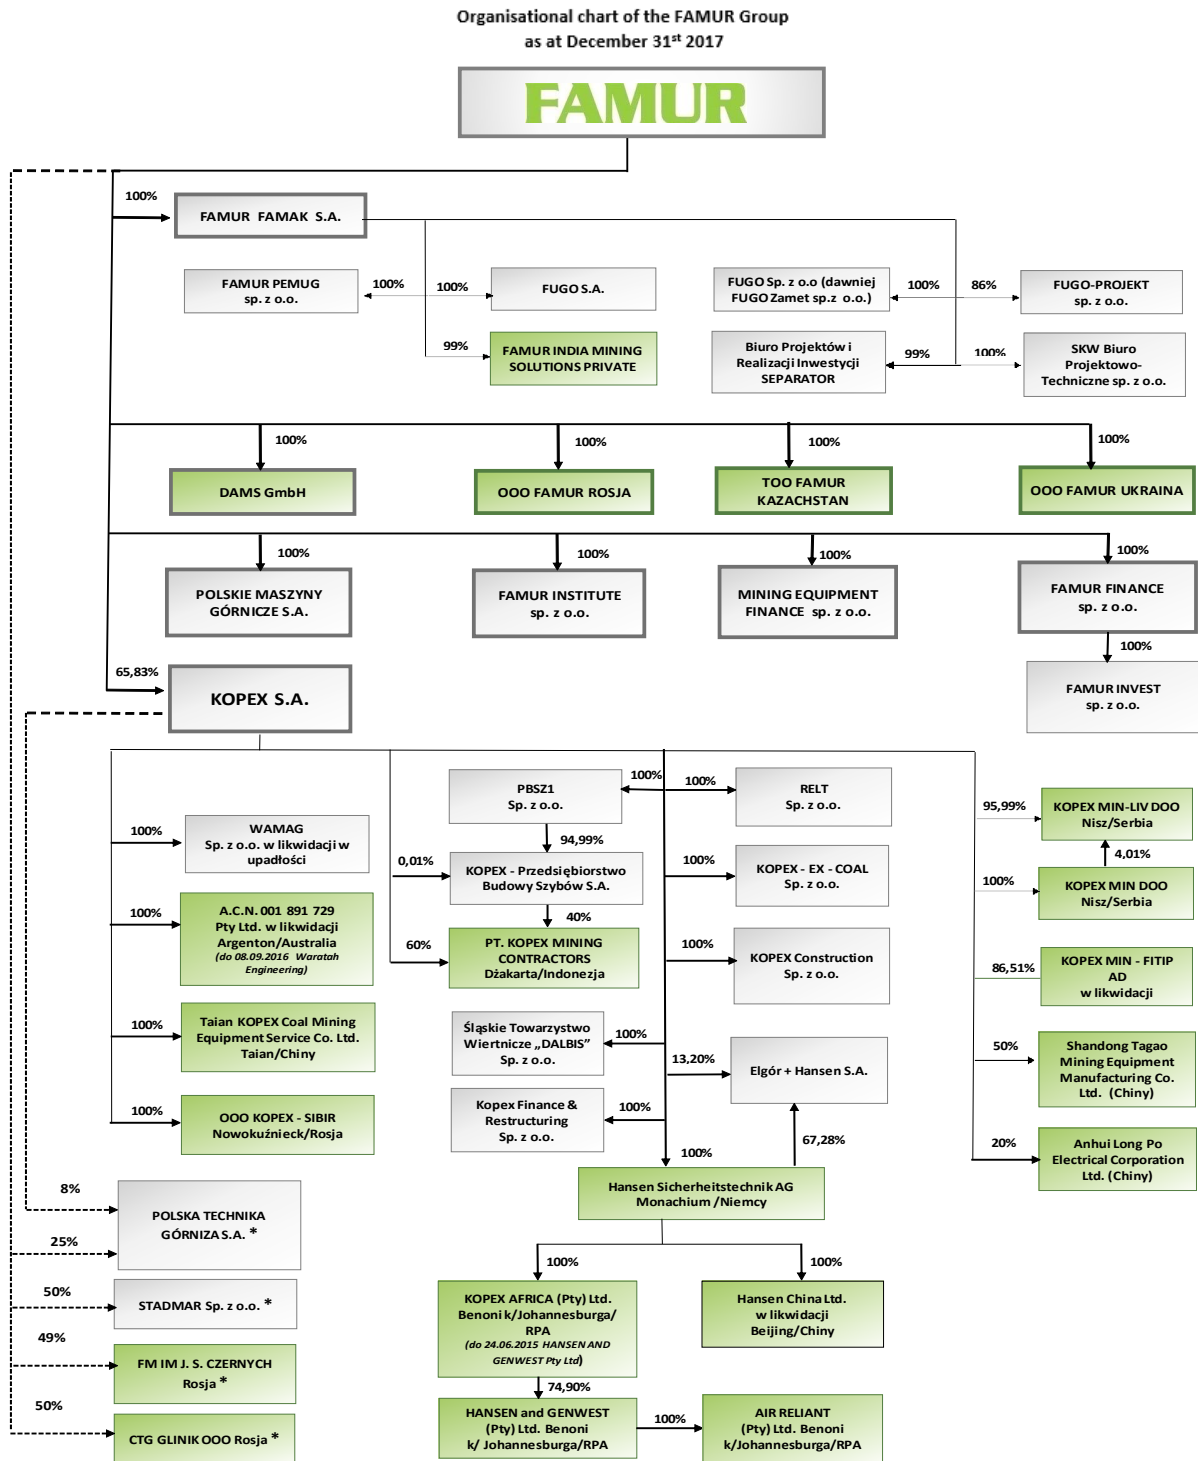 Organisational chart of the FAMUR Group
as at December 31st 2017
FAMUR
100%
FAMUR FAMAK S.A.
FAMUR PEMUG
sp. z o.o.
100%
100%
FUGO S.A.
FUGO Sp. z o.o (dawniej
FUGO Zamet sp.z o.o.)
100%
86%
FUGO-PROJEKT
sp. z o.o.
99%
FAMUR INDIA MINING
SOLUTIONS PRIVATE
Biuro Projektów i
Realizacji Inwestycji
SEPARATOR
99%
100%
SKW Biuro
Projektowo-
Techniczne sp. z o.o.
100%
100%
100%
100%
DAMS GmbH
OOO FAMUR ROSJA
TOO FAMUR
KAZACHSTAN
OOO FAMUR UKRAINA
100%
100%
100%
100%
POLSKIE MASZYNY
GÓRNICZE S.A.
FAMUR INSTITUTE
sp. z o.o.
MINING EQUIPMENT
FINANCE sp. z o.o.
FAMUR FINANCE
sp. z o.o.
100%
FAMUR INVEST
sp. z o.o.
65,83%
KOPEX S.A.
100%
WAMAG
Sp. z o.o. w likwidacji w
upadłości
100%
A.C.N. 001 891 729
Pty Ltd. w likwidacji
Argenton/Australia
(do 08.09.2016 Waratah
Engineering)
100%
Taian KOPEX Coal Mining
Equipment Service Co. Ltd.
Taian/Chiny
100%
OOO KOPEX - SIBIR
Nowokuźnieck/Rosja
PBSZ1
Sp. z o.o.
100%
94,99%
0,01%
KOPEX - Przedsiębiorstwo
Budowy Szybów S.A.
40%
60%
PT. KOPEX MINING
CONTRACTORS
Dżakarta/Indonezja
Śląskie Towarzystwo
Wiertnicze „DALBIS”
Sp. z o.o.
100%
Kopex Finance &
Restructuring
Sp. z o.o.
100%
100%
RELT
Sp. z o.o.
100%
KOPEX - EX - COAL
Sp. z o.o.
100%
KOPEX Construction
Sp. z o.o.
13,20%
Elgór + Hansen S.A.
67,28%
100%
Hansen Sicherheitstechnik AG
Monachium /Niemcy
95,99%
KOPEX MIN-LIV DOO
Nisz/Serbia
4,01%
100%
KOPEX MIN DOO
Nisz/Serbia
86,51%
KOPEX MIN - FITIP
AD
w likwidacji
50%
Shandong Tagao
Mining Equipment
Manufacturing Co.
Ltd. (Chiny)
20%
Anhui Long Po
Electrical Corporation
Ltd. (Chiny)
8%
25%
POLSKA TECHNIKA
GÓRNIZA S.A. *
50%
STADMAR Sp. z o.o. *
49%
FM IM J. S. CZERNYCH
Rosja *
50%
CTG GLINIK OOO Rosja *
100%
KOPEX AFRICA (Pty) Ltd.
Benoni k/Johannesburga/
RPA
(do 24.06.2015 HANSEN AND
GENWEST Pty Ltd)
100%
Hansen China Ltd.
w likwidacji
Beijing/Chiny
74,90%
HANSEN and GENWEST
(Pty) Ltd. Benoni
k/ Johannesburga/RPA
100%
AIR RELIANT
(Pty) Ltd. Benoni
k/Johannesburga/RPA